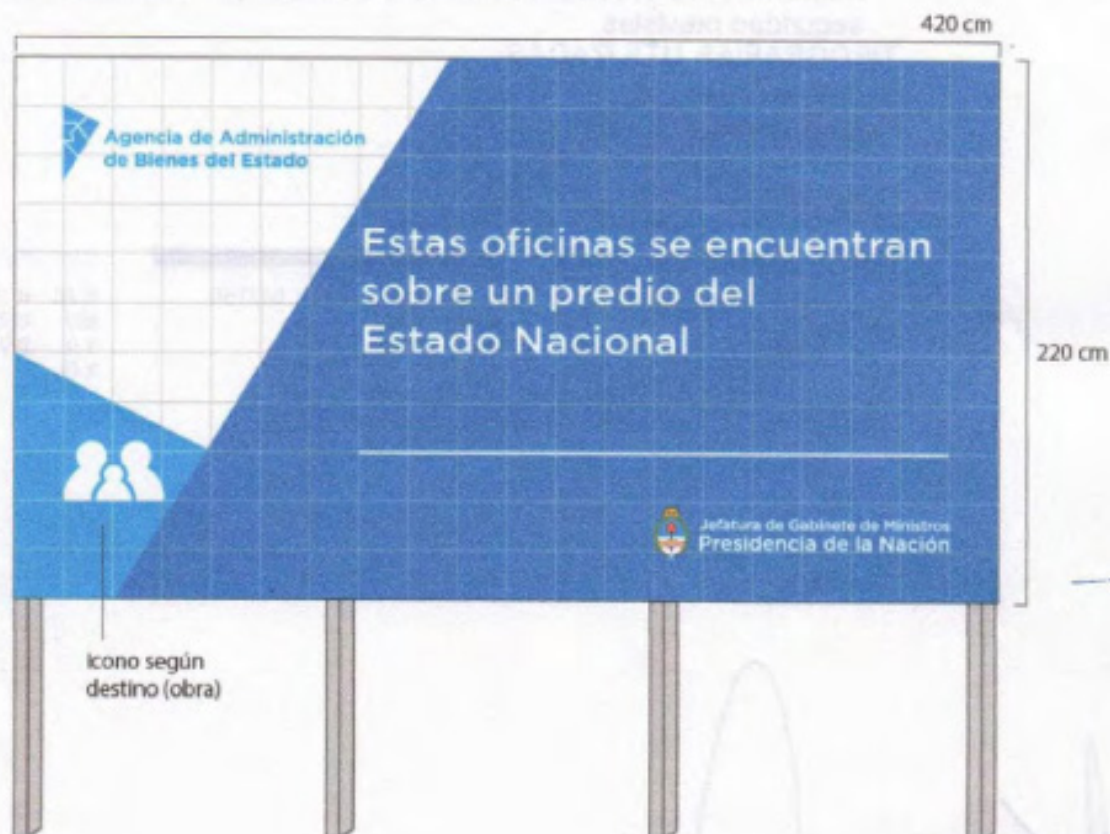 420 cm
Agencia de Administración
de Bienes del Estado
Estas oficinas se encuentran
sobre un predio del
Estado Nacional
220 cm
Jefatura de Gabinete de Ministros
Presidencia de la Nación
Icono según
destino (obra)